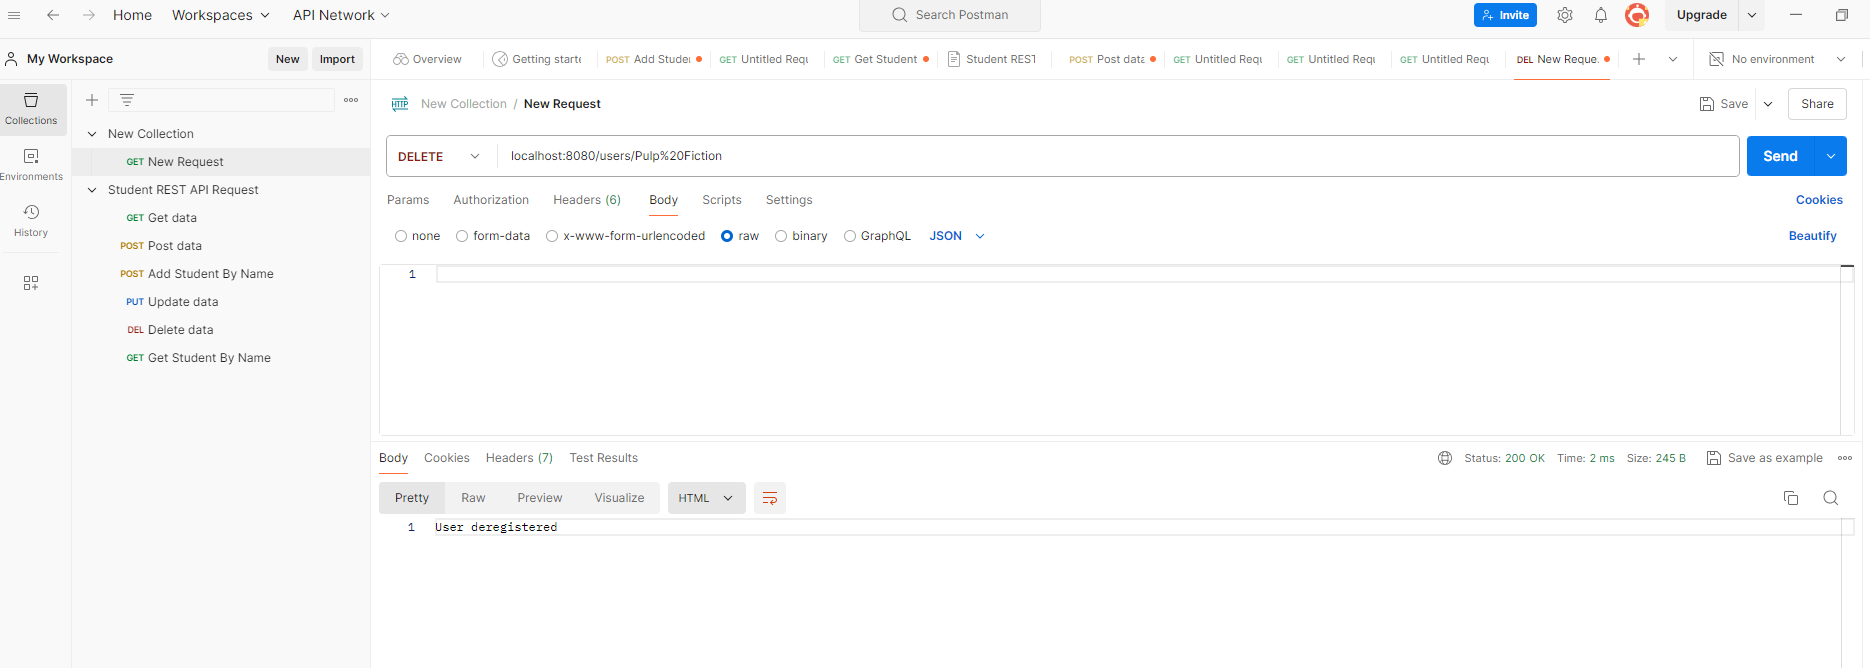 Home Workspaces API Network Search Postman Invite Upgrade
My Workspace New Import Overview Getting starte POST Add Studer GET Untitled Requ GET Get Student Student REST POST Post data GET Untitled Requ GET Untitled Requ GET Untitled Requ DEL New Reque. No environment
Collections
Environments
History
New Collection
GET New Request
Student REST API Request
GET Get data
POST Post data
POST Add Student By Name
PUT Update data
DEL Delete data
GET Get Student By Name
HTTP New Collection / New Request Save Share
DELETE localhost:8080/users/Pulp%20Fiction Send
Params Authorization Headers (6) Body Scripts Settings Cookies
none form-data x-www-form-urlencoded raw binary GraphQL JSON Beautify
1
Body Cookies Headers (7) Test Results Status: 200 OK Time: 2 ms Size: 245 B Save as example
Pretty Raw Preview Visualize HTML
1 User deregistered